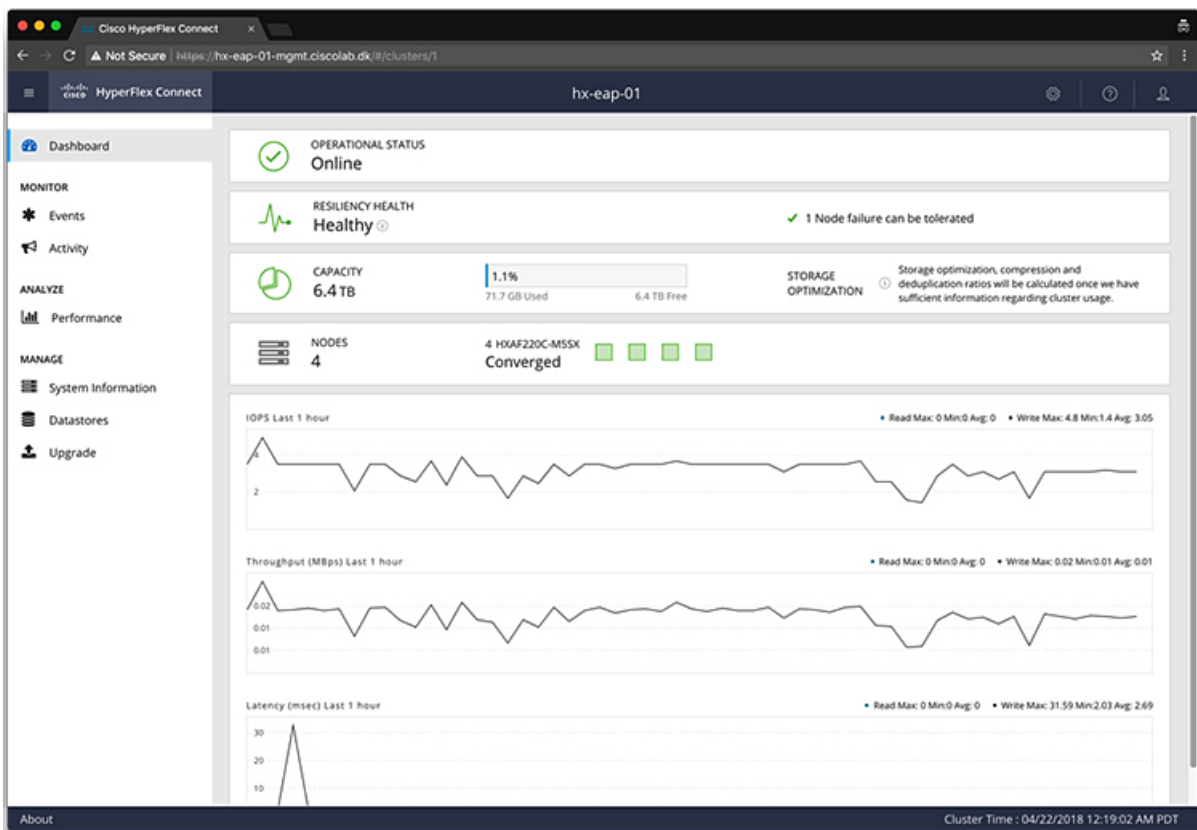 Cisco HyperFlex Connect
Not Secure | https://hx-eap-01-mgmt.ciscolab.dk/#/clusters/1
CISCO HyperFlex Connect
hx-eap-01
Dashboard
MONITOR
Events
Activity
ANALYZE
Performance
MANAGE
System Information
Datastores
Upgrade
OPERATIONAL STATUS
Online
RESILIENCY HEALTH
Healthy
1 Node failure can be tolerated
CAPACITY
6.4 TB
1.1%
71.7 GB Used 6.4 TB Free
STORAGE
OPTIMIZATION
Storage optimization, compression and
deduplication ratios will be calculated once we have
sufficient information regarding cluster usage.
NODES
4
4 HXAF220C-M5SX
Converged
IOPS Last 1 hour
• Read Max: 0 Min:0 Avg: 0 • Write Max: 4.8 Min:1.4 Avg: 3.05
4
2
Throughput (MBps) Last 1 hour
• Read Max: 0 Min:0 Avg: 0 • Write Max: 0.02 Min:0.01 Avg: 0.01
0.02
0.01
0.01
Latency (msec) Last 1 hour
• Read Max: 0 Min:0 Avg: 0 • Write Max: 31.59 Min:2.03 Avg: 2.69
30
20
10
About
Cluster Time : 04/22/2018 12:19:02 AM PDT